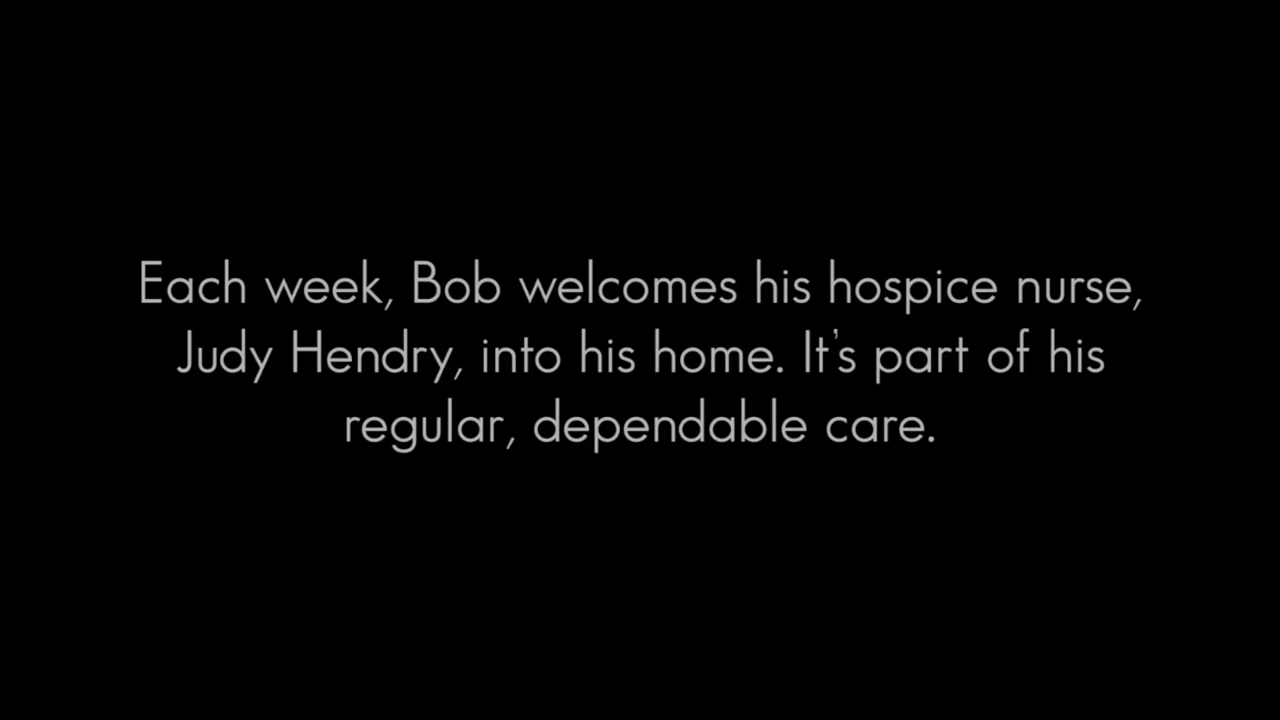 Each week, Bob welcomes his hospice nurse,
Judy Hendry, into his home. It's part of his
regular, dependable care.